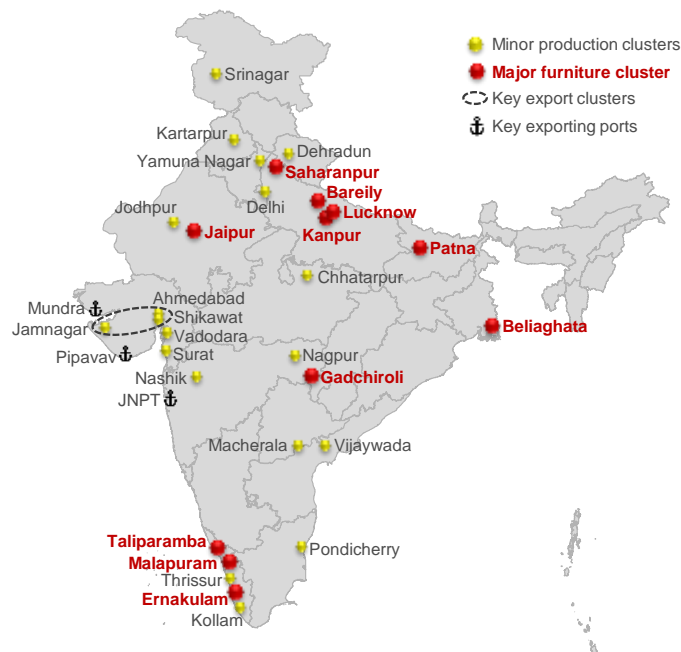 Minor production clusters
Major furniture cluster
Key export clusters
Key exporting ports
Srinagar
Kartarpur
Dehradun
Yamuna Nagar
Saharanpur
Bareily
Delhi
Lucknow
Jodhpur
Kanpur
Jaipur
Patna
Chhatarpur
Ahmedabad
Mundra
Shikawat
Jamnagar
Beliaghata
Vadodara
Pipavav
Surat
Nagpur
Nashik
Gadchiroli
JNPT
Macherala
Vijaywada
Taliparamba
Pondicherry
Malapuram
Thrissur
Ernakulam
Kollam